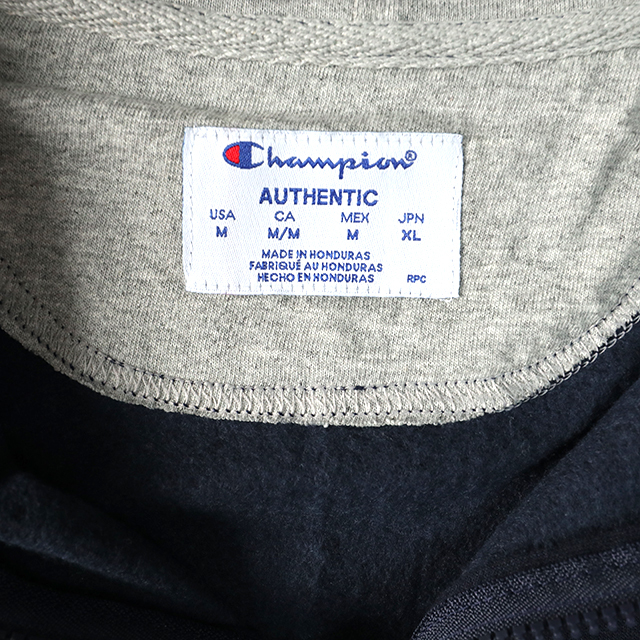 Champion®
AUTHENTIC
USA CA MEX JPN
M M/M M XL
MADE IN HONDURAS
FABRIQUÉ AU HONDURAS
HECHO EN HONDURAS RPC